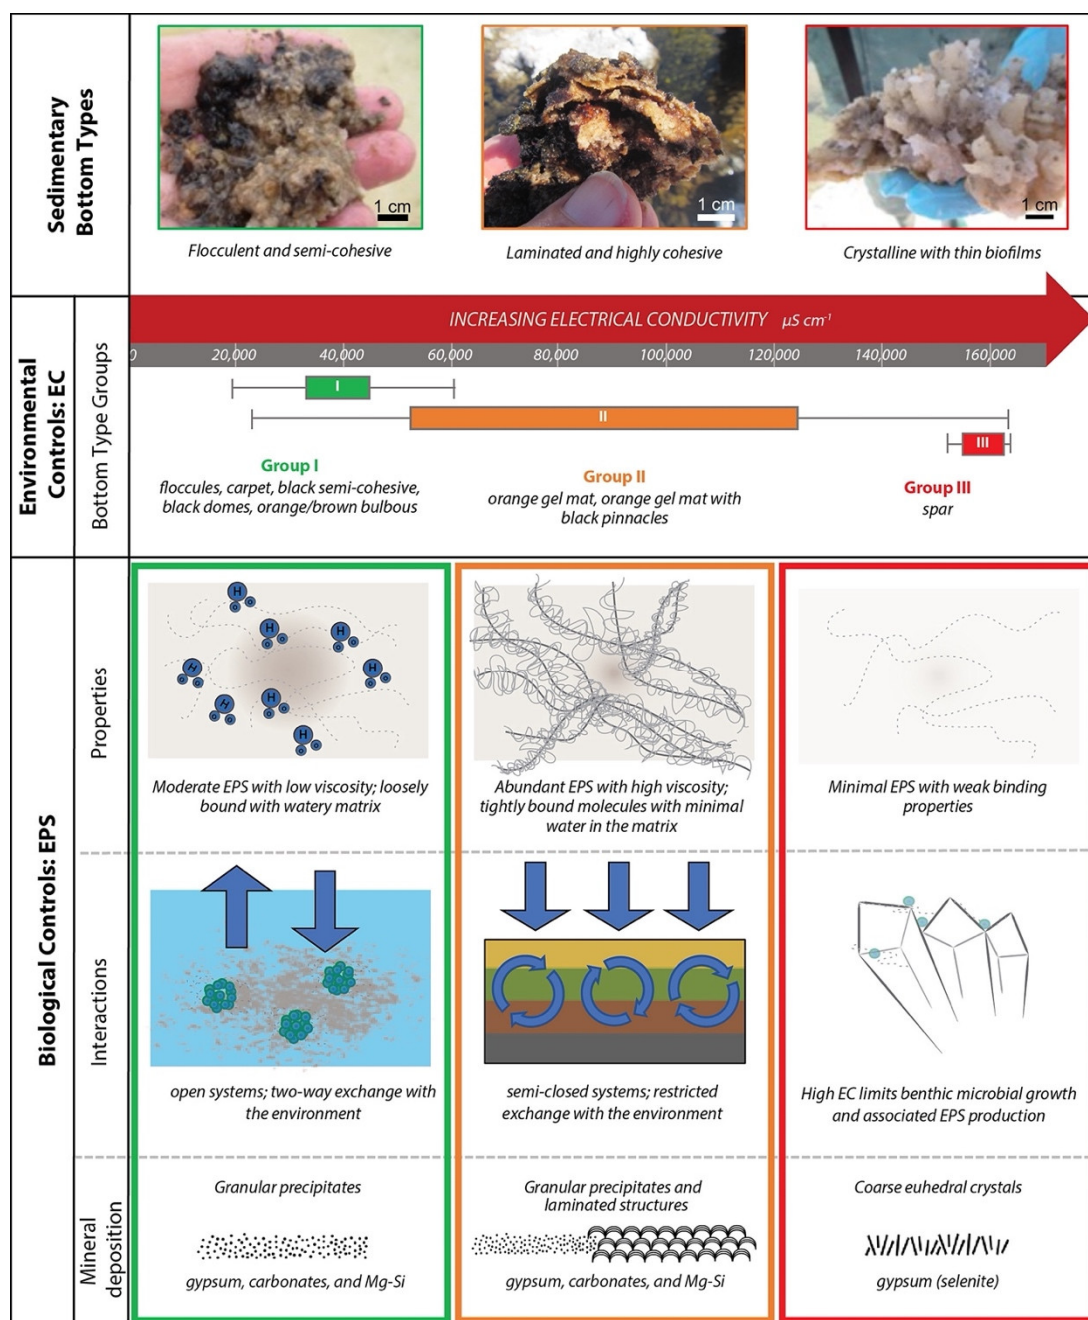 Sedimentary
Bottom Types
1 cm
1 cm
1 cm
Flocculent and semi-cohesive
Laminated and highly cohesive
Crystalline with thin biofilms
Environmental
Controls: EC
Bottom Type Groups
INCREASING ELECTRICAL CONDUCTIVITY µS cm⁻¹
0 20,000 40,000 60,000 80,000 100,000 120,000 140,000 160,000
I
II
III
Group I
floccules, carpet, black semi-cohesive,
black domes, orange/brown bulbous
Group II
orange gel mat, orange gel mat with
black pinnacles
Group III
spar
Biological Controls: EPS
Properties
H
H
H
H
H
H
H
H
Moderate EPS with low viscosity; loosely
bound with watery matrix
Abundant EPS with high viscosity;
tightly bound molecules with minimal
water in the matrix
Minimal EPS with weak binding
properties
Interactions
open systems; two-way exchange with
the environment
semi-closed systems; restricted
exchange with the environment
High EC limits benthic microbial growth
and associated EPS production
Mineral
deposition
Granular precipitates
gypsum, carbonates, and Mg-Si
Granular precipitates and
laminated structures
gypsum, carbonates, and Mg-Si
Coarse euhedral crystals
gypsum (selenite)